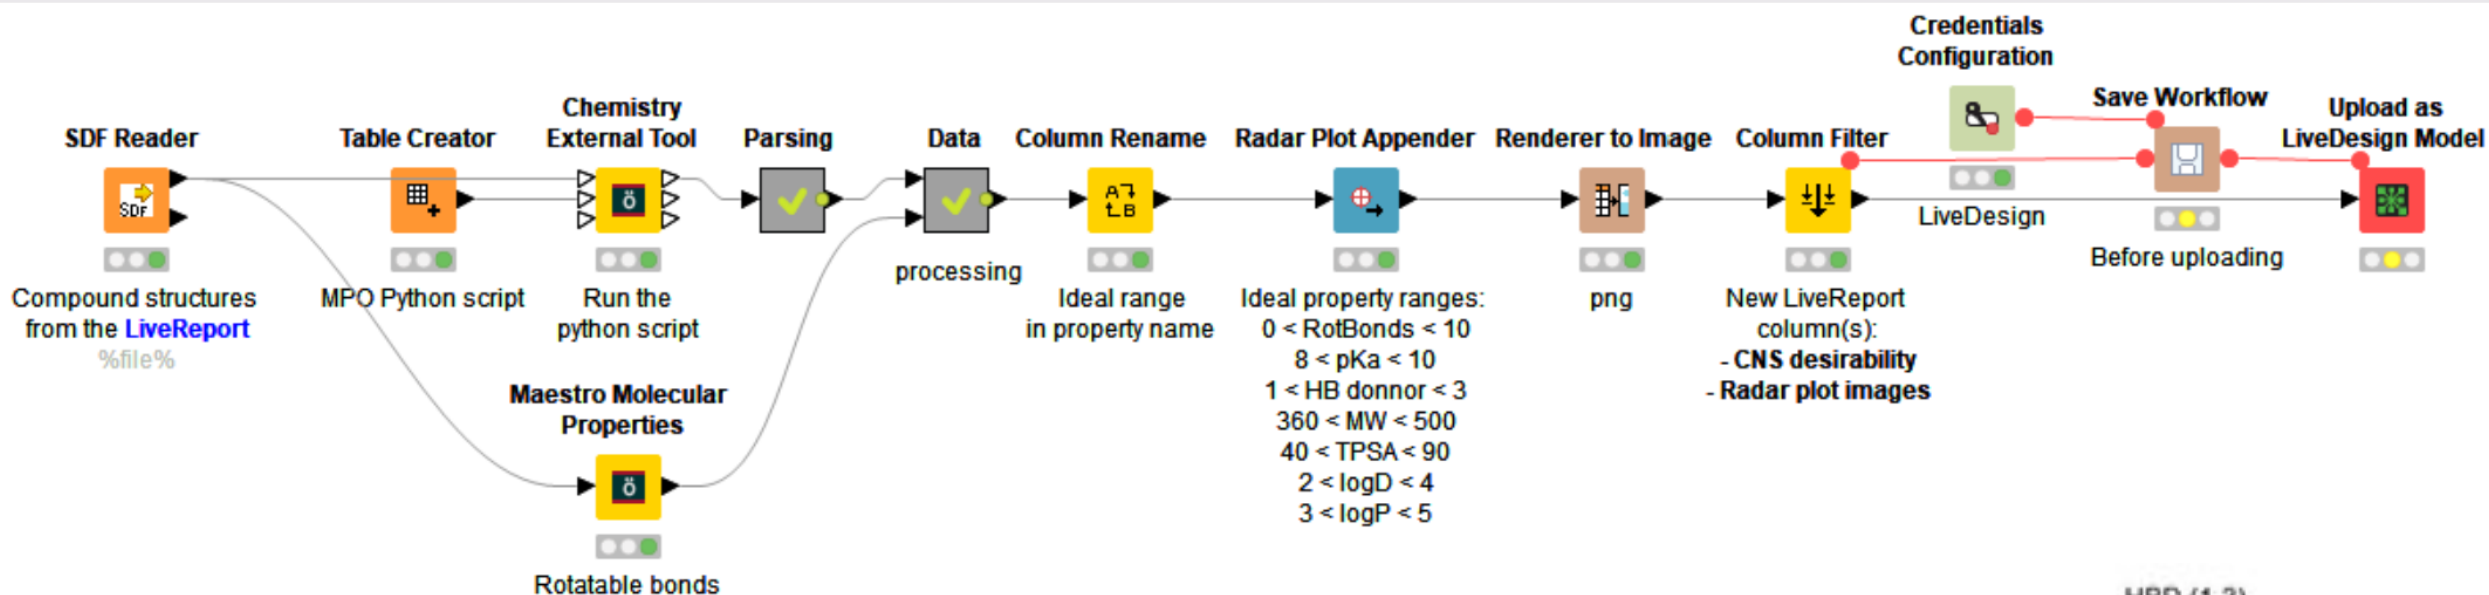 SDF Reader
SDF
Compound structures
from the LiveReport
%file%
Table Creator
MPO Python script
Chemistry
External Tool
ö
Run the
python script
Maestro Molecular
Properties
ö
Rotatable bonds
Parsing
Data
processing
Column Rename
A
B
Ideal range
in property name
Radar Plot Appender
Ideal property ranges:
0 < RotBonds < 10
8 < pKa < 10
1 < HB donnor < 3
360 < MW < 500
40 < TPSA < 90
2 < logD < 4
3 < logP < 5
Renderer to Image
png
Column Filter
New LiveReport
column(s):
- CNS desirability
- Radar plot images
Credentials
Configuration
LiveDesign
Save Workflow
Before uploading
Upload as
LiveDesign Model